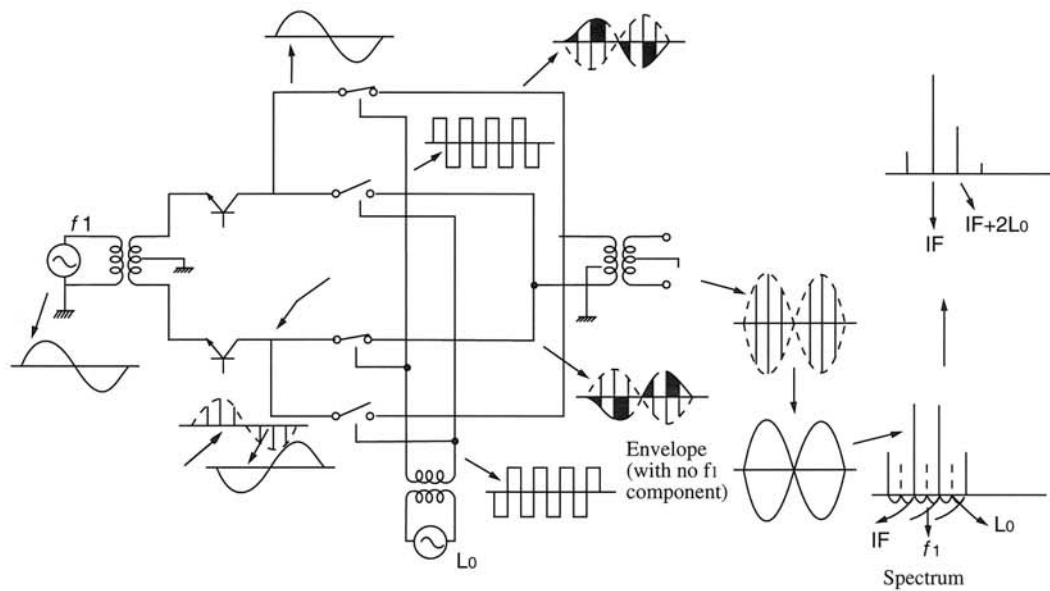 f1
IF
IF+2L0
L0
Envelope
(with no f1
component)
IF
f1
L0
Spectrum